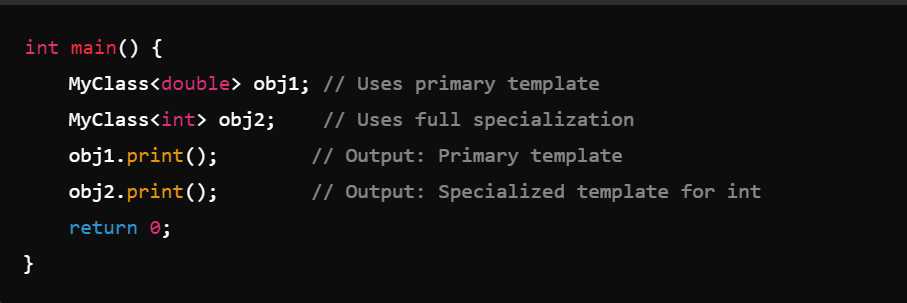 int main() {
    MyClass<double> obj1; // Uses primary template
    MyClass<int> obj2;    // Uses full specialization
    obj1.print();        // Output: Primary template
    obj2.print();        // Output: Specialized template for int
    return 0;
}